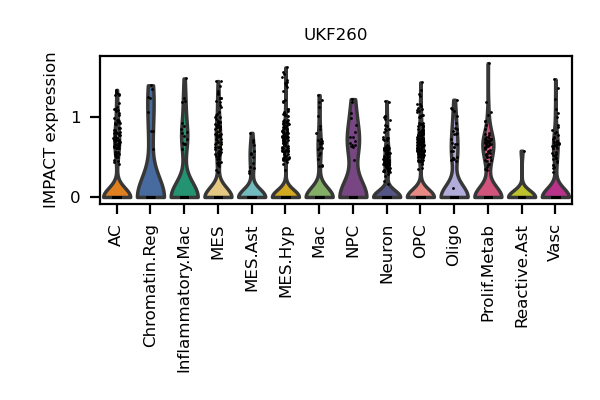 UKF260
IMPACT expression
1
0
AC
Chromatin.Reg
Inflammatory.Mac
MES
MES.Ast
MES.Hyp
Mac
NPC
Neuron
OPC
Oligo
Prolif.Metab
Reactive.Ast
Vasc